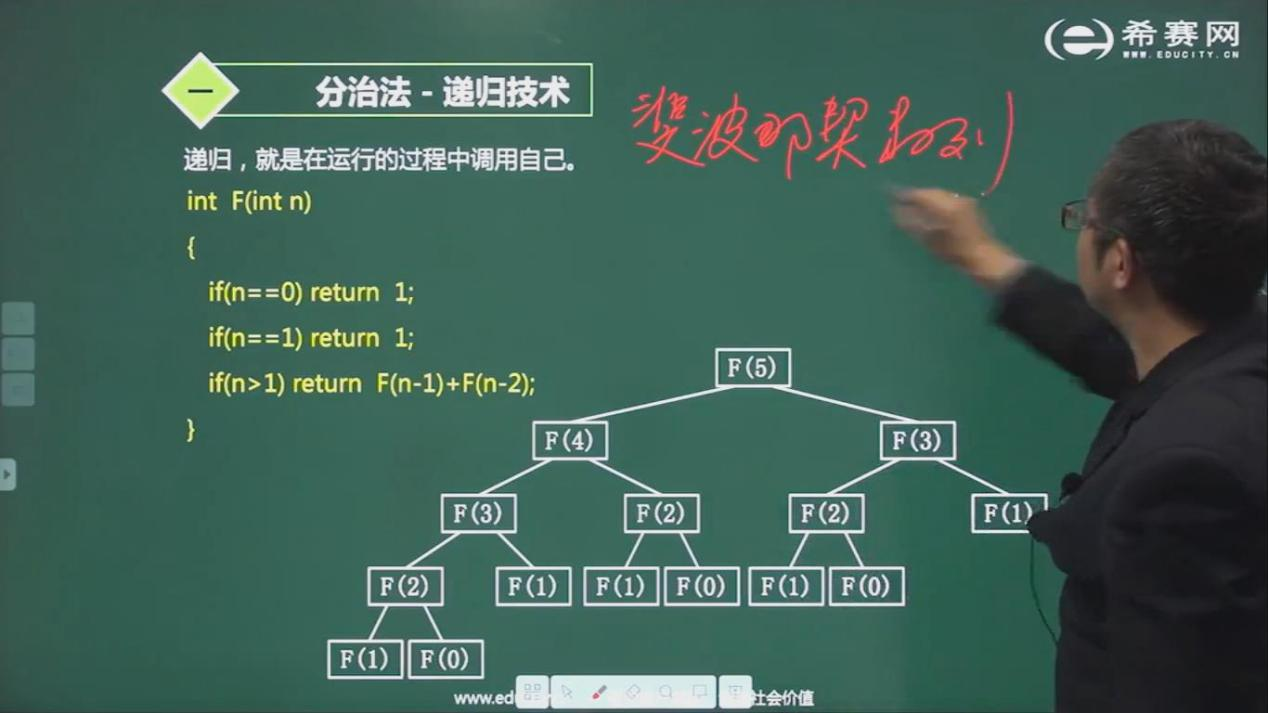 希赛网
WWW.EDUCITY.CN
一
分治法-递归技术
斐波那契数列
递归，就是在运行的过程中调用自己。
int F(int n)
{
if(n==0) return 1;
if(n==1) return 1;
if(n>1) return F(n-1)+F(n-2);
}
F(5)
F(4) F(3)
F(3) F(2) F(2) F(1)
F(2) F(1) F(1) F(0) F(1) F(0)
F(1) F(0)
www.edu 社会价值